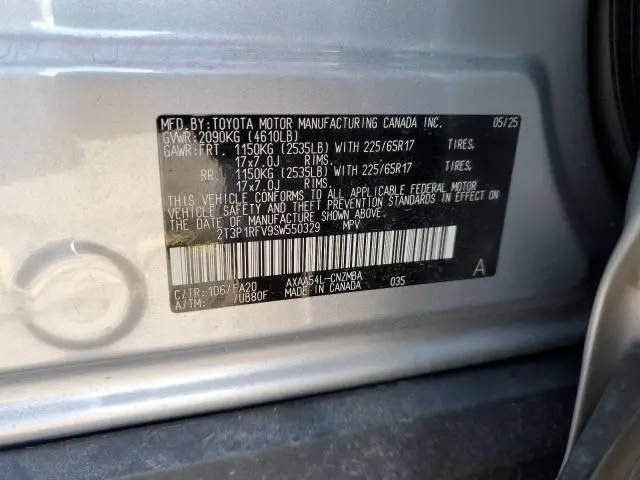 MFD.BY:TOYOTA MOTOR MANUFACTURING CANADA INC. 05/25
GVWR:2090KG (4610LB)
GAWR:FRT. 1150KG (2535LB) WITH 225/65R17 TIRES,
17x7.0J RIMS.
RR. 1150KG (2535LB) WITH 225/65R17 TIRES,
17x7.0J RIMS.
THIS VEHICLE CONFORMS TO ALL APPLICABLE FEDERAL MOTOR
VEHICLE SAFETY AND THEFT PREVENTION STANDARDS IN EFFECT ON
THE DATE OF MANUFACTURE SHOWN ABOVE.
2T3P1RFV9SW550329 MPV
C/TR:1D6/FA20 AXAA54L-CNZMBA 035 A
A/TM: /UB80F MADE IN CANADA